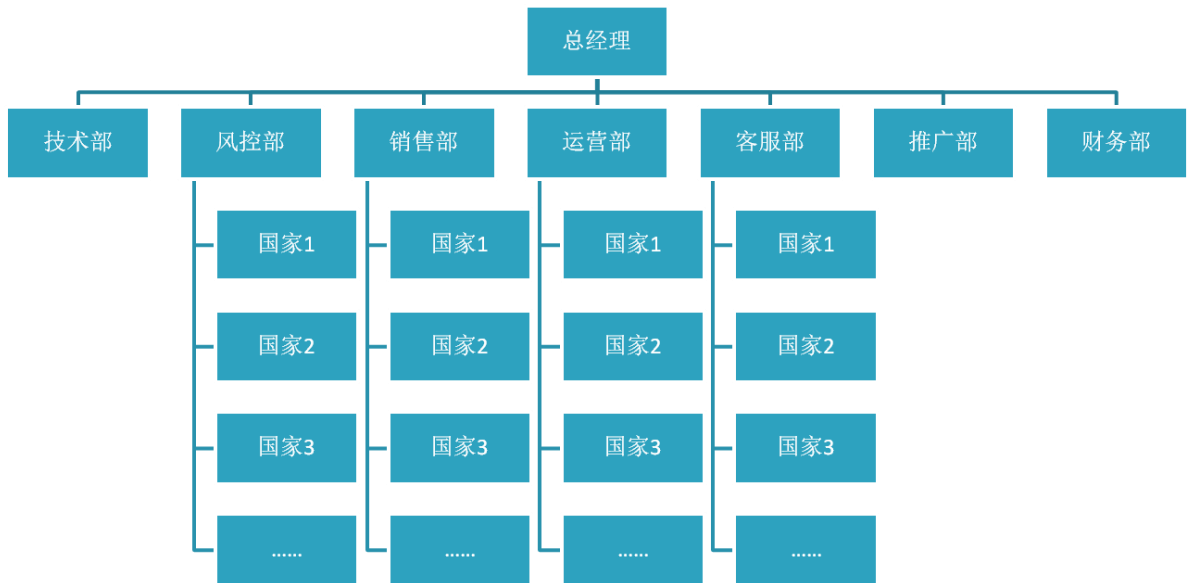 总经理
技术部
风控部
销售部
运营部
客服部
推广部
财务部
国家1
国家1
国家1
国家1
国家2
国家2
国家2
国家2
国家3
国家3
国家3
国家3
……
……
……
……